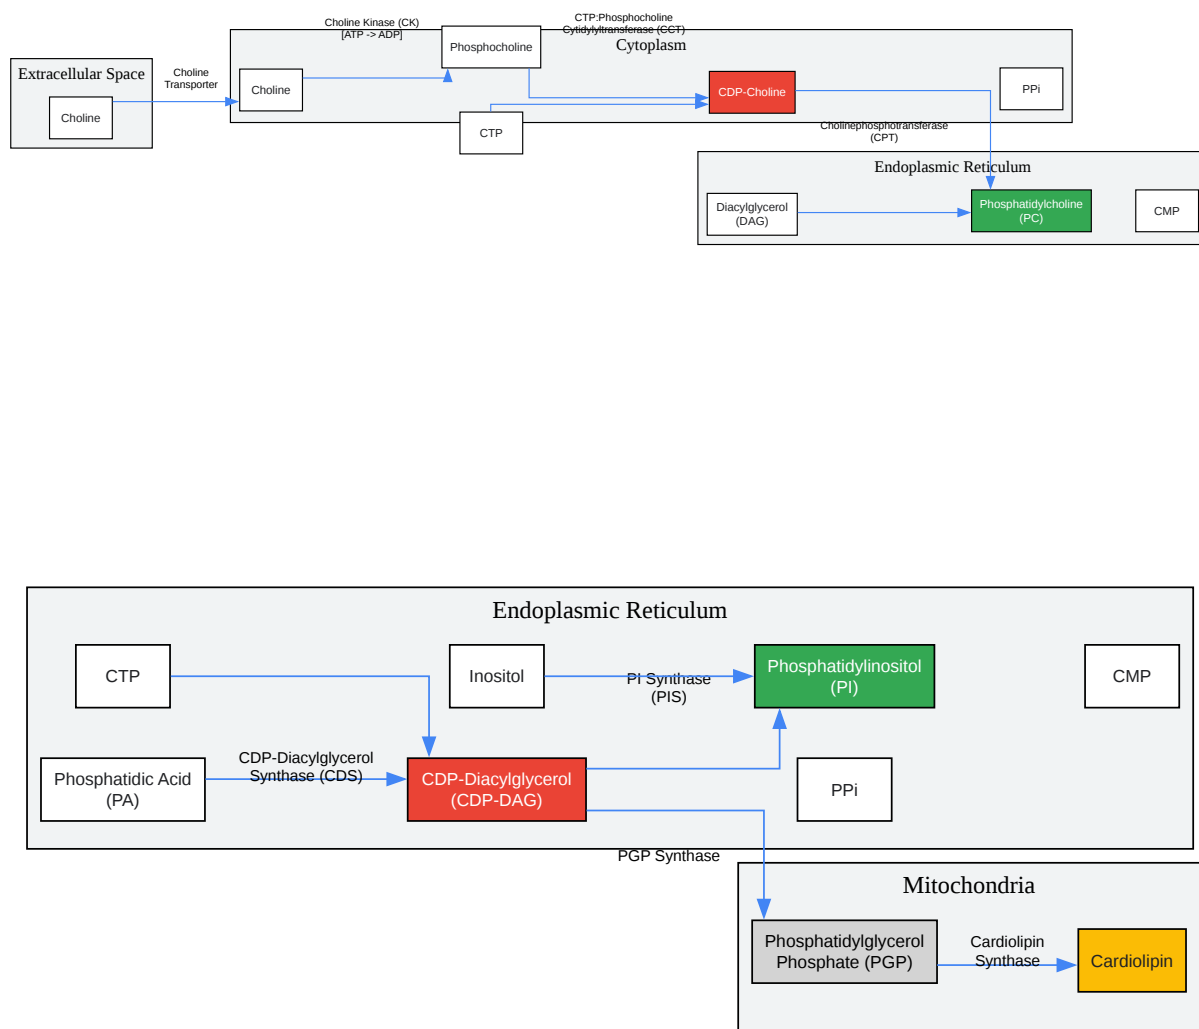 Choline Kinase (CK)
[ATP -> ADP]
CTP:Phosphocholine
Cytidylyltransferase (CCT)
Cytoplasm
Phosphocholine
Extracellular Space
Choline
Transporter
Choline
Choline
CDP-Choline
PPi
CTP
Cholinephosphotransferase
(CPT)
Endoplasmic Reticulum
Diacylglycerol
(DAG)
Phosphatidylcholine
(PC)
CMP
Endoplasmic Reticulum
CTP
Inositol
PI Synthase
(PIS)
Phosphatidylinositol
(PI)
CMP
Phosphatidic Acid
(PA)
CDP-Diacylglycerol
Synthase (CDS)
CDP-Diacylglycerol
(CDP-DAG)
PPi
PGP Synthase
Mitochondria
Phosphatidylglycerol
Phosphate (PGP)
Cardiolipin
Synthase
Cardiolipin